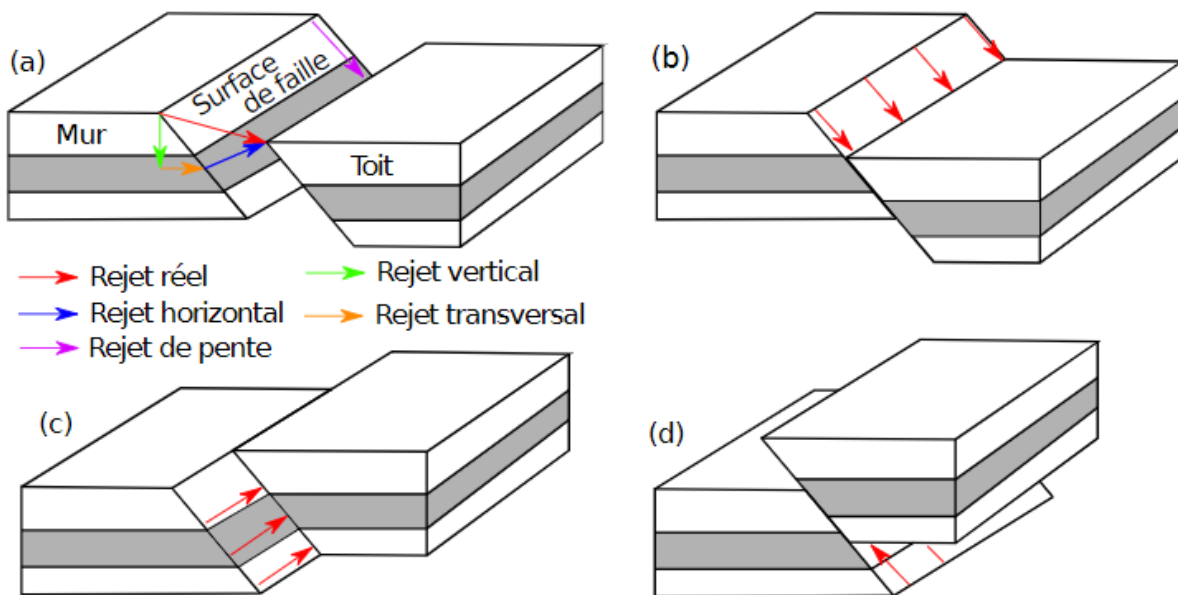 (a)
Surface
de faille
Mur
Toit
(b)
Rejet réel
Rejet vertical
Rejet horizontal
Rejet transversal
Rejet de pente
(c)
(d)